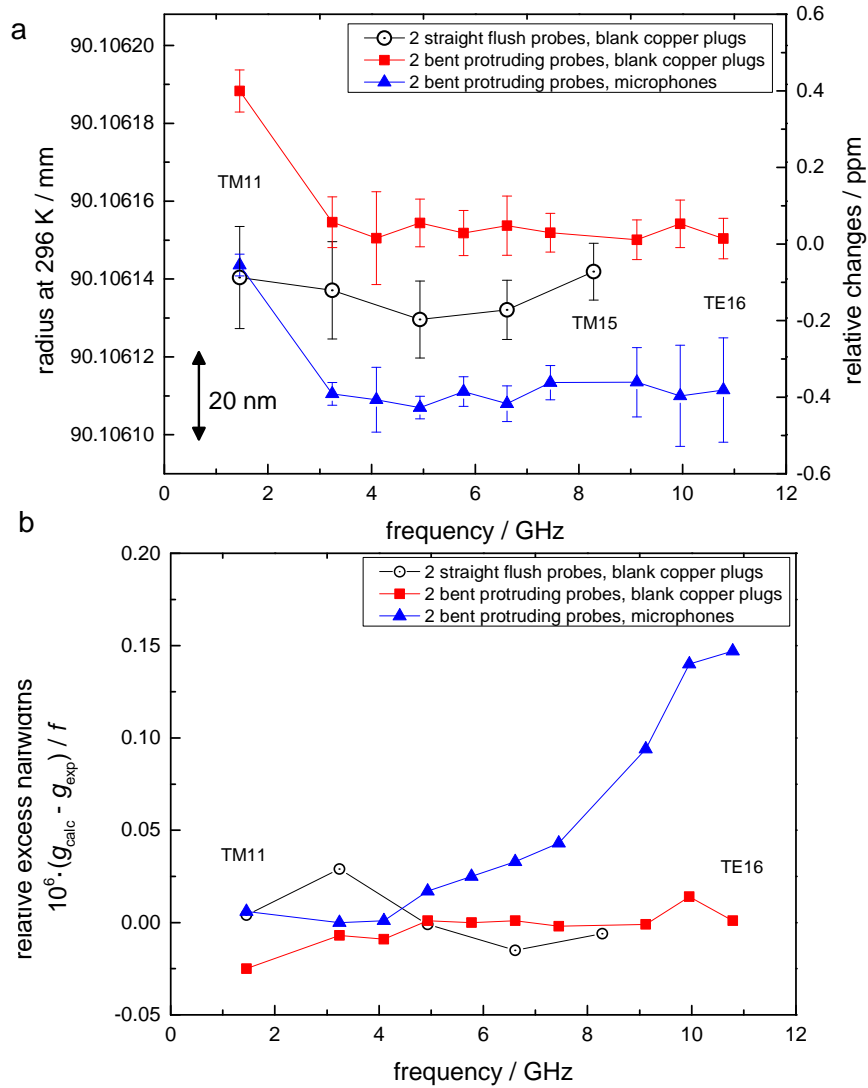 a
2 straight flush probes, blank copper plugs
2 bent protruding probes, blank copper plugs
2 bent protruding probes, microphones
90.10620
90.10618
90.10616
90.10614
90.10612
90.10610
radius at 296 K / mm
0.6
0.4
0.2
0.0
-0.2
-0.4
-0.6
relative changes / ppm
TM11
TM15
TE16
20 nm
0 2 4 6 8 10 12
frequency / GHz
b
2 straight flush probes, blank copper plugs
2 bent protruding probes, blank copper plugs
2 bent protruding probes, microphones
0.20
0.15
0.10
0.05
0.00
-0.05
relative excess
10⁶·(g_calc - g_exp) / f
TM11
TE16
0 2 4 6 8 10 12
frequency / GHz